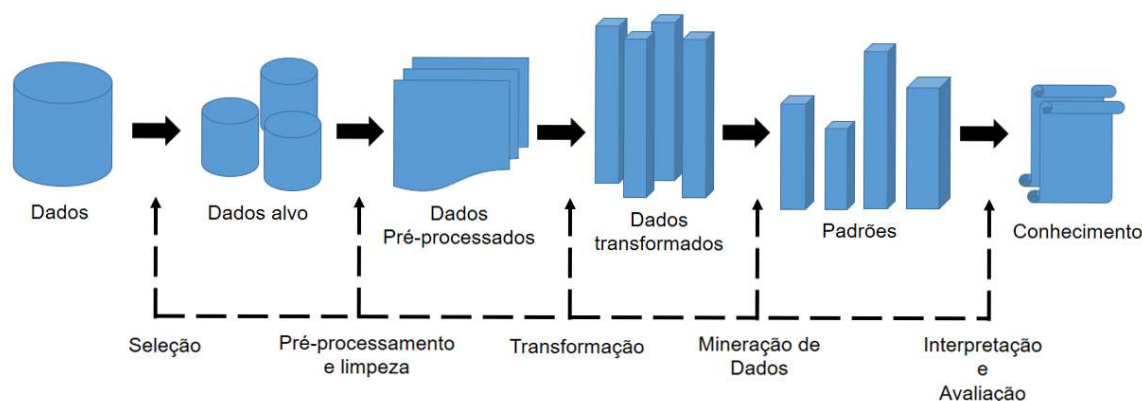 Dados
Dados alvo
Dados
Pré-processados
Dados
transformados
Padrões
Conhecimento
Seleção
Pré-processamento
e limpeza
Transformação
Mineração de
Dados
Interpretação
e
Avaliação